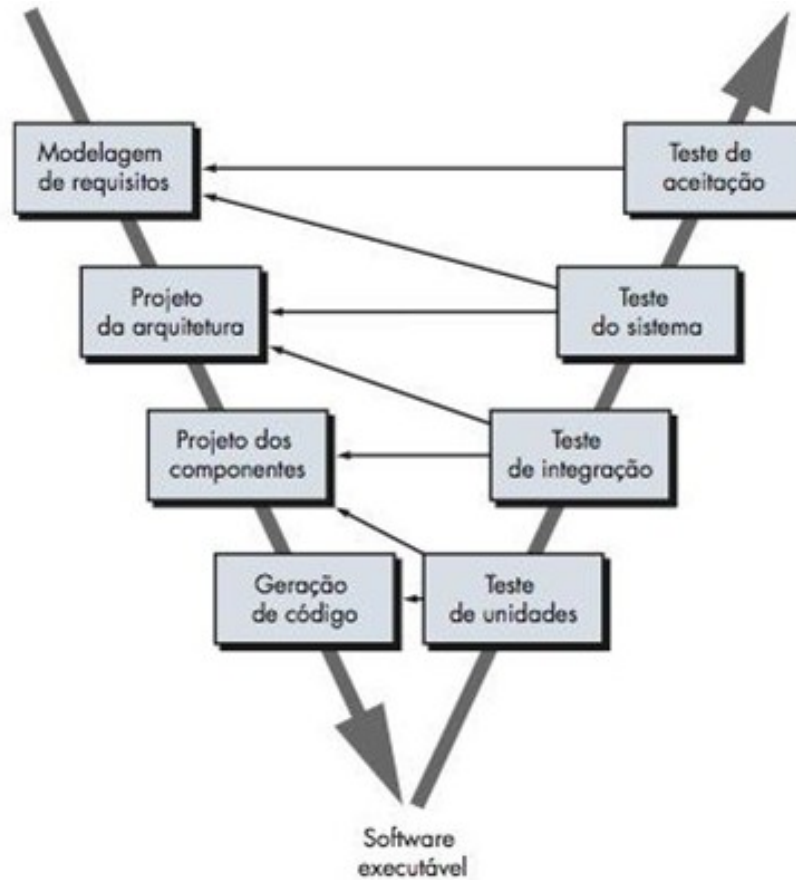 Modelagem
de requisitos
Teste de
aceitação
Projeto
da arquitetura
Teste
do sistema
Projeto dos
componentes
Teste
de integração
Geração
de código
Teste
de unidades
Software
executável